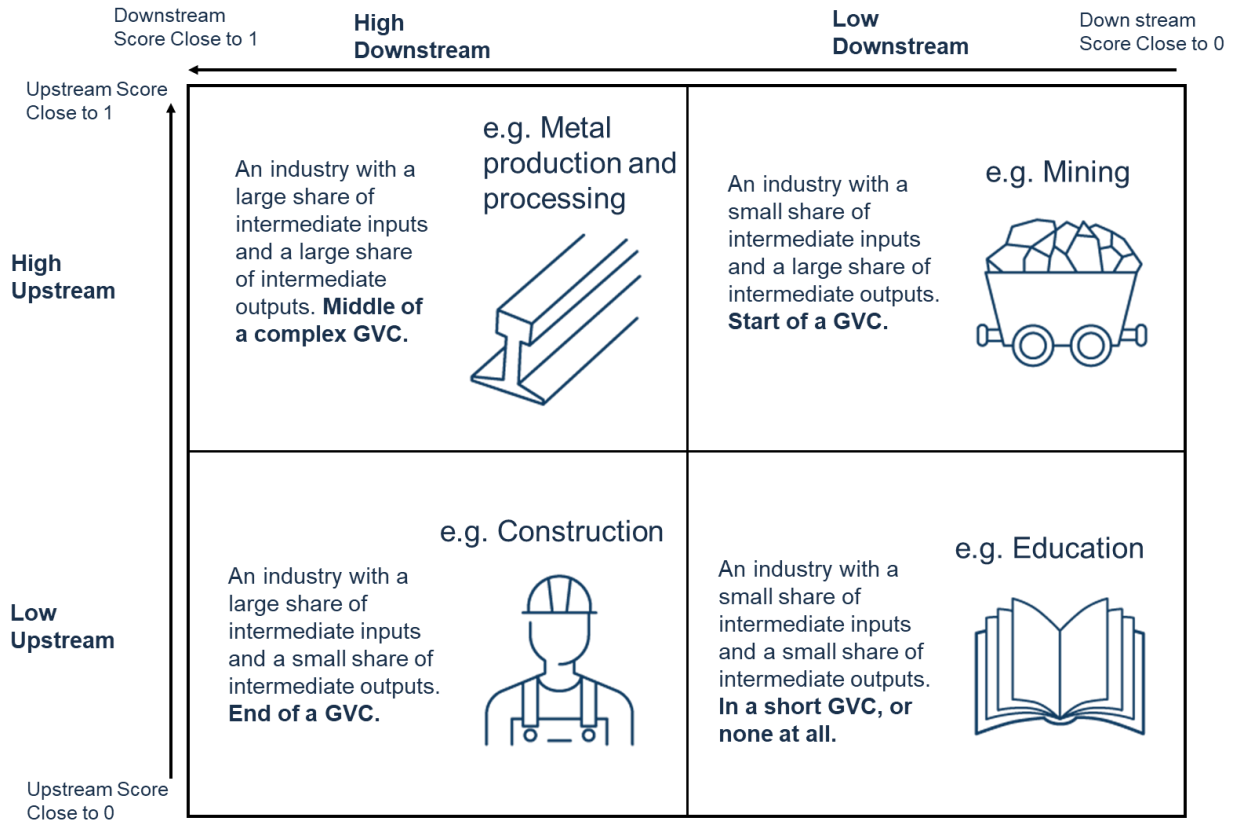 Downstream
Score Close to 1
High
Downstream
Low
Downstream
Down stream
Score Close to 0
Upstream Score
Close to 1
High
Upstream
An industry with a
large share of
intermediate inputs
and a large share
of intermediate
outputs. Middle of
a complex GVC.
e.g. Metal
production and
processing
An industry with a
small share of
intermediate inputs
and a large share of
intermediate outputs.
Start of a GVC.
e.g. Mining
Low
Upstream
An industry with a
large share of
intermediate inputs
and a small share of
intermediate outputs.
End of a GVC.
e.g. Construction
An industry with a
small share of
intermediate inputs
and a small share of
intermediate outputs.
In a short GVC, or
none at all.
e.g. Education
Upstream Score
Close to 0